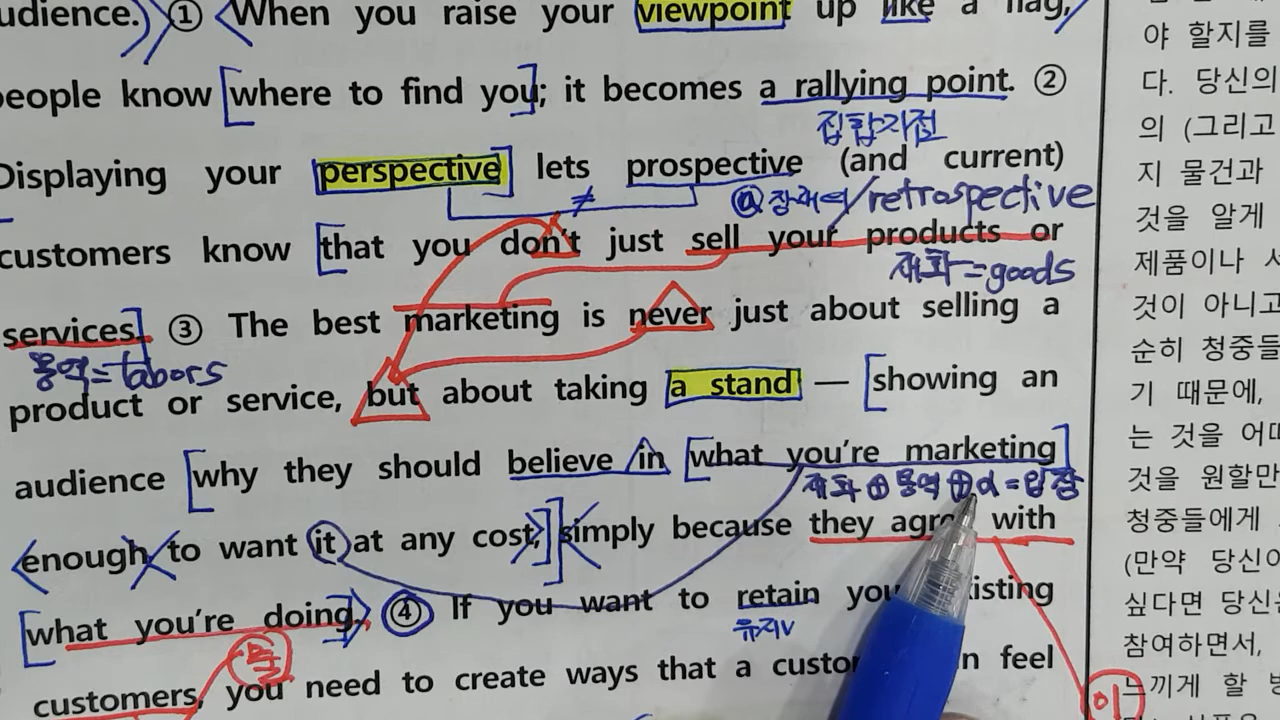 udience.) ① When you raise your viewpoint up like a flag,
people know where to find you; it becomes a rallying point. ②
집합지점
Displaying your perspective lets prospective (and current)
≠ ⓐ 장래의/retrospective
customers know that you don't just sell your products or
재화=goods
services. ③ The best marketing is never just about selling a
용역=labors
product or service, but about taking a stand — showing an
audience why they should believe in what you're marketing
재화⊕용역⊕α=입장
enough to want it at any cost, simply because they agree with
what you're doing. ④ If you want to retain your existing
유지v
customers, you need to create ways that a customer can feel
야 할지를
다. 당신의
의 (그리고
지 물건과
것을 알게
제품이나
것이 아니고
순히 청중들
기 때문에,
는 것을
것을 원할만
청중들에게
(만약 당신이
싶다면
참여하면서,
느끼게 할